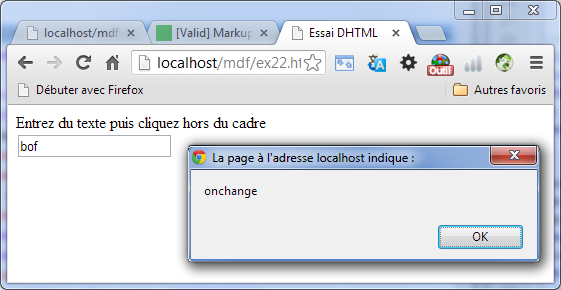 localhost/mdf
[Valid] Markup
Essai DHTML
localhost/mdf/ex22.ht
Outil
Débuter avec Firefox
Autres favoris
Entrez du texte puis cliquez hors du cadre
bof
La page à l'adresse localhost indique :
onchange
OK